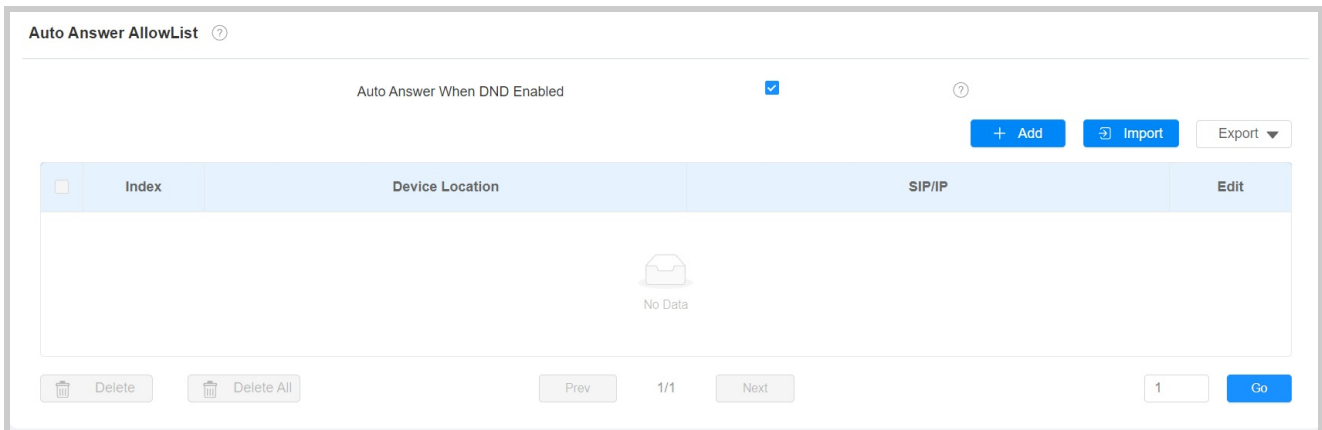 Auto Answer AllowList ?
Auto Answer When DND Enabled ?
+ Add Import Export
Index Device Location SIP/IP Edit
No Data
Delete Delete All Prev 1/1 Next 1 Go